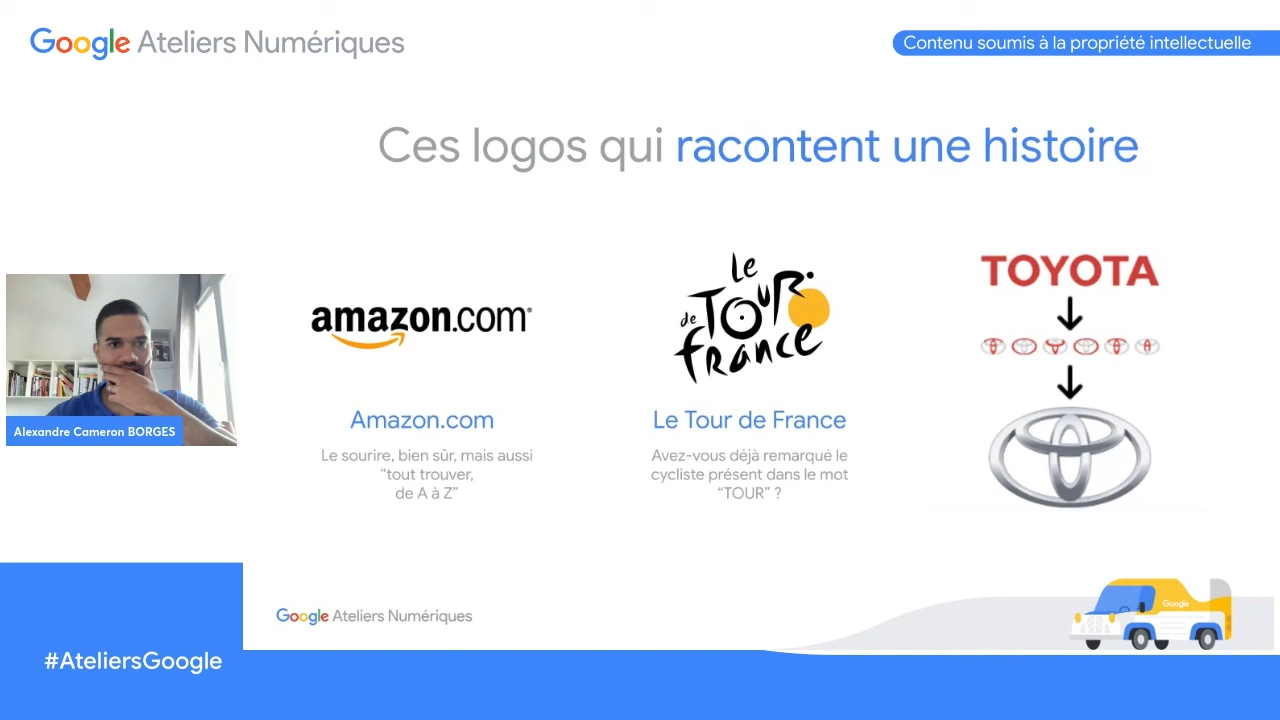 Google Ateliers Numériques
Contenu soumis à la propriété intellectuelle
Ces logos qui racontent une histoire
amazon.com®
Le
de TOUR
france
TOYOTA
Amazon.com
Le sourire, bien sûr, mais aussi
“tout trouver,
de A à Z”
Le Tour de France
Avez-vous déjà remarqué le
cycliste présent dans le mot
“TOUR” ?
Alexandre Cameron BORGES
Google Ateliers Numériques
Google
#AteliersGoogle